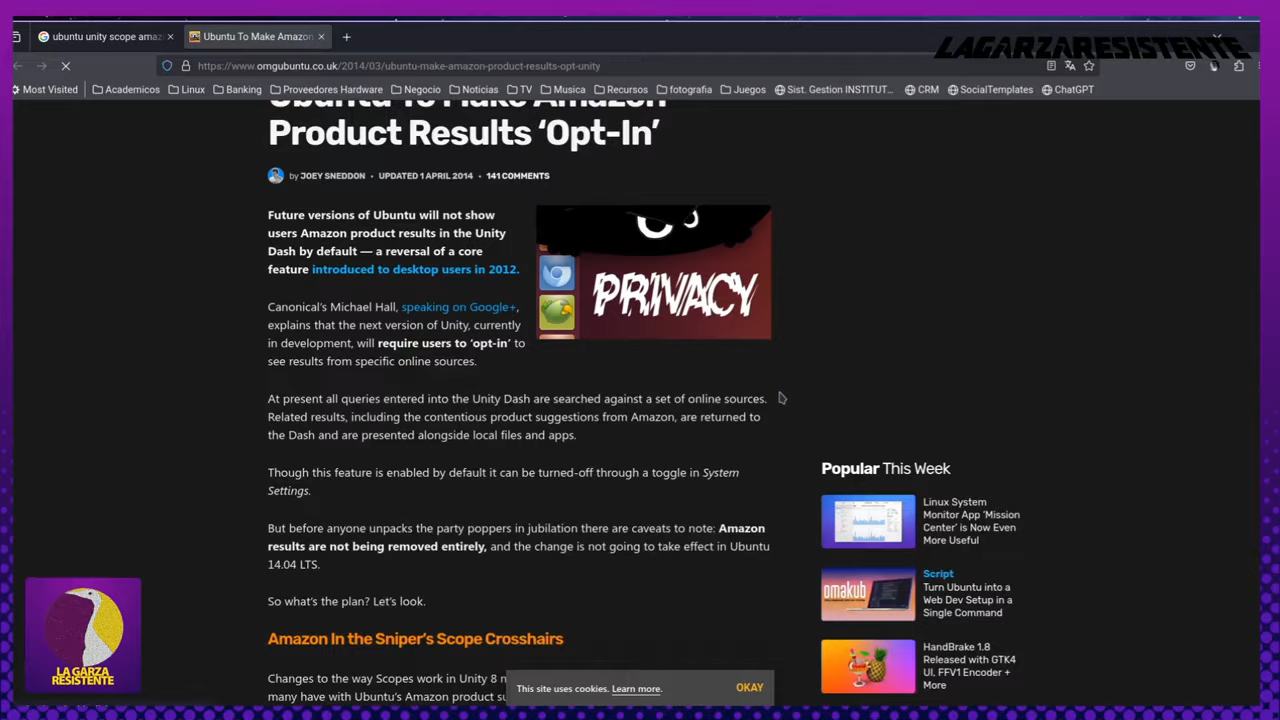 LAGARZARESISTENTE
ubuntu unity scope amaz
Ubuntu To Make Amazon
https://www.omgubuntu.co.uk/2014/03/ubuntu-make-amazon-product-results-opt-unity
Most Visited
Academicos
Linux
Banking
Proveedores Hardware
Negocio
Noticias
TV
Musica
Recursos
fotografia
Juegos
Sist. Gestion INSTITUT...
CRM
SocialTemplates
ChatGPT
Ubuntu To Make Amazon
Product Results ‘Opt-In’
by JOEY SNEDDON • UPDATED 1 APRIL 2014 • 141 COMMENTS
Future versions of Ubuntu will not show
users Amazon product results in the Unity
Dash by default — a reversal of a core
feature introduced to desktop users in 2012.
PRIVACY
Canonical’s Michael Hall, speaking on Google+,
explains that the next version of Unity, currently
in development, will require users to ‘opt-in’ to
see results from specific online sources.
At present all queries entered into the Unity Dash are searched against a set of online sources.
Related results, including the contentious product suggestions from Amazon, are returned to
the Dash and are presented alongside local files and apps.
Though this feature is enabled by default it can be turned-off through a toggle in System
Settings.
But before anyone unpacks the party poppers in jubilation there are caveats to note: Amazon
results are not being removed entirely, and the change is not going to take effect in Ubuntu
14.04 LTS.
So what’s the plan? Let’s look.
Amazon In the Sniper’s Scope Crosshairs
Changes to the way Scopes work in Unity 8
many have with Ubuntu’s Amazon product
Popular This Week
Linux System
Monitor App ‘Mission
Center’ is Now Even
More Useful
omakub
Script
Turn Ubuntu into a
Web Dev Setup in a
Single Command
HandBrake 1.8
Released with GTK4
UI, FFV1 Encoder +
More
This site uses cookies. Learn more.
OKAY
LA GARZA
RESISTENTE